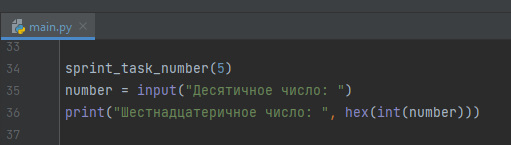 main.py
33
34 sprint_task_number(5)
35 number = input("Десятичное число: ")
36 print("Шестнадцатеричное число: ", hex(int(number)))
37